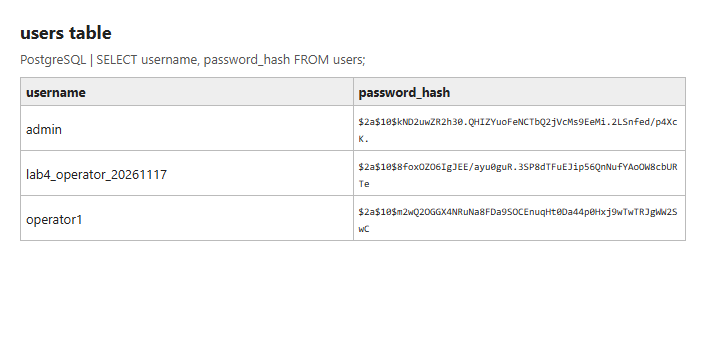 users table
PostgreSQL | SELECT username, password_hash FROM users;
username password_hash
admin $2a$10$kND2uwZR2h30.QHIZYuoFeNCTbQ2jVcMs9EeMi.2LSnfed/p4Xc
K.
lab4_operator_20261117 $2a$10$8foxOZO6IgJEE/ayu0guR.3SP8dTFuEJip56QnNufYAoOW8cbUR
Te
operator1 $2a$10$m2wQ2OGGX4NRuNa8FDa9SOCEnuqHt0Da44p0Hxj9wTwTRJgWW2S
wC